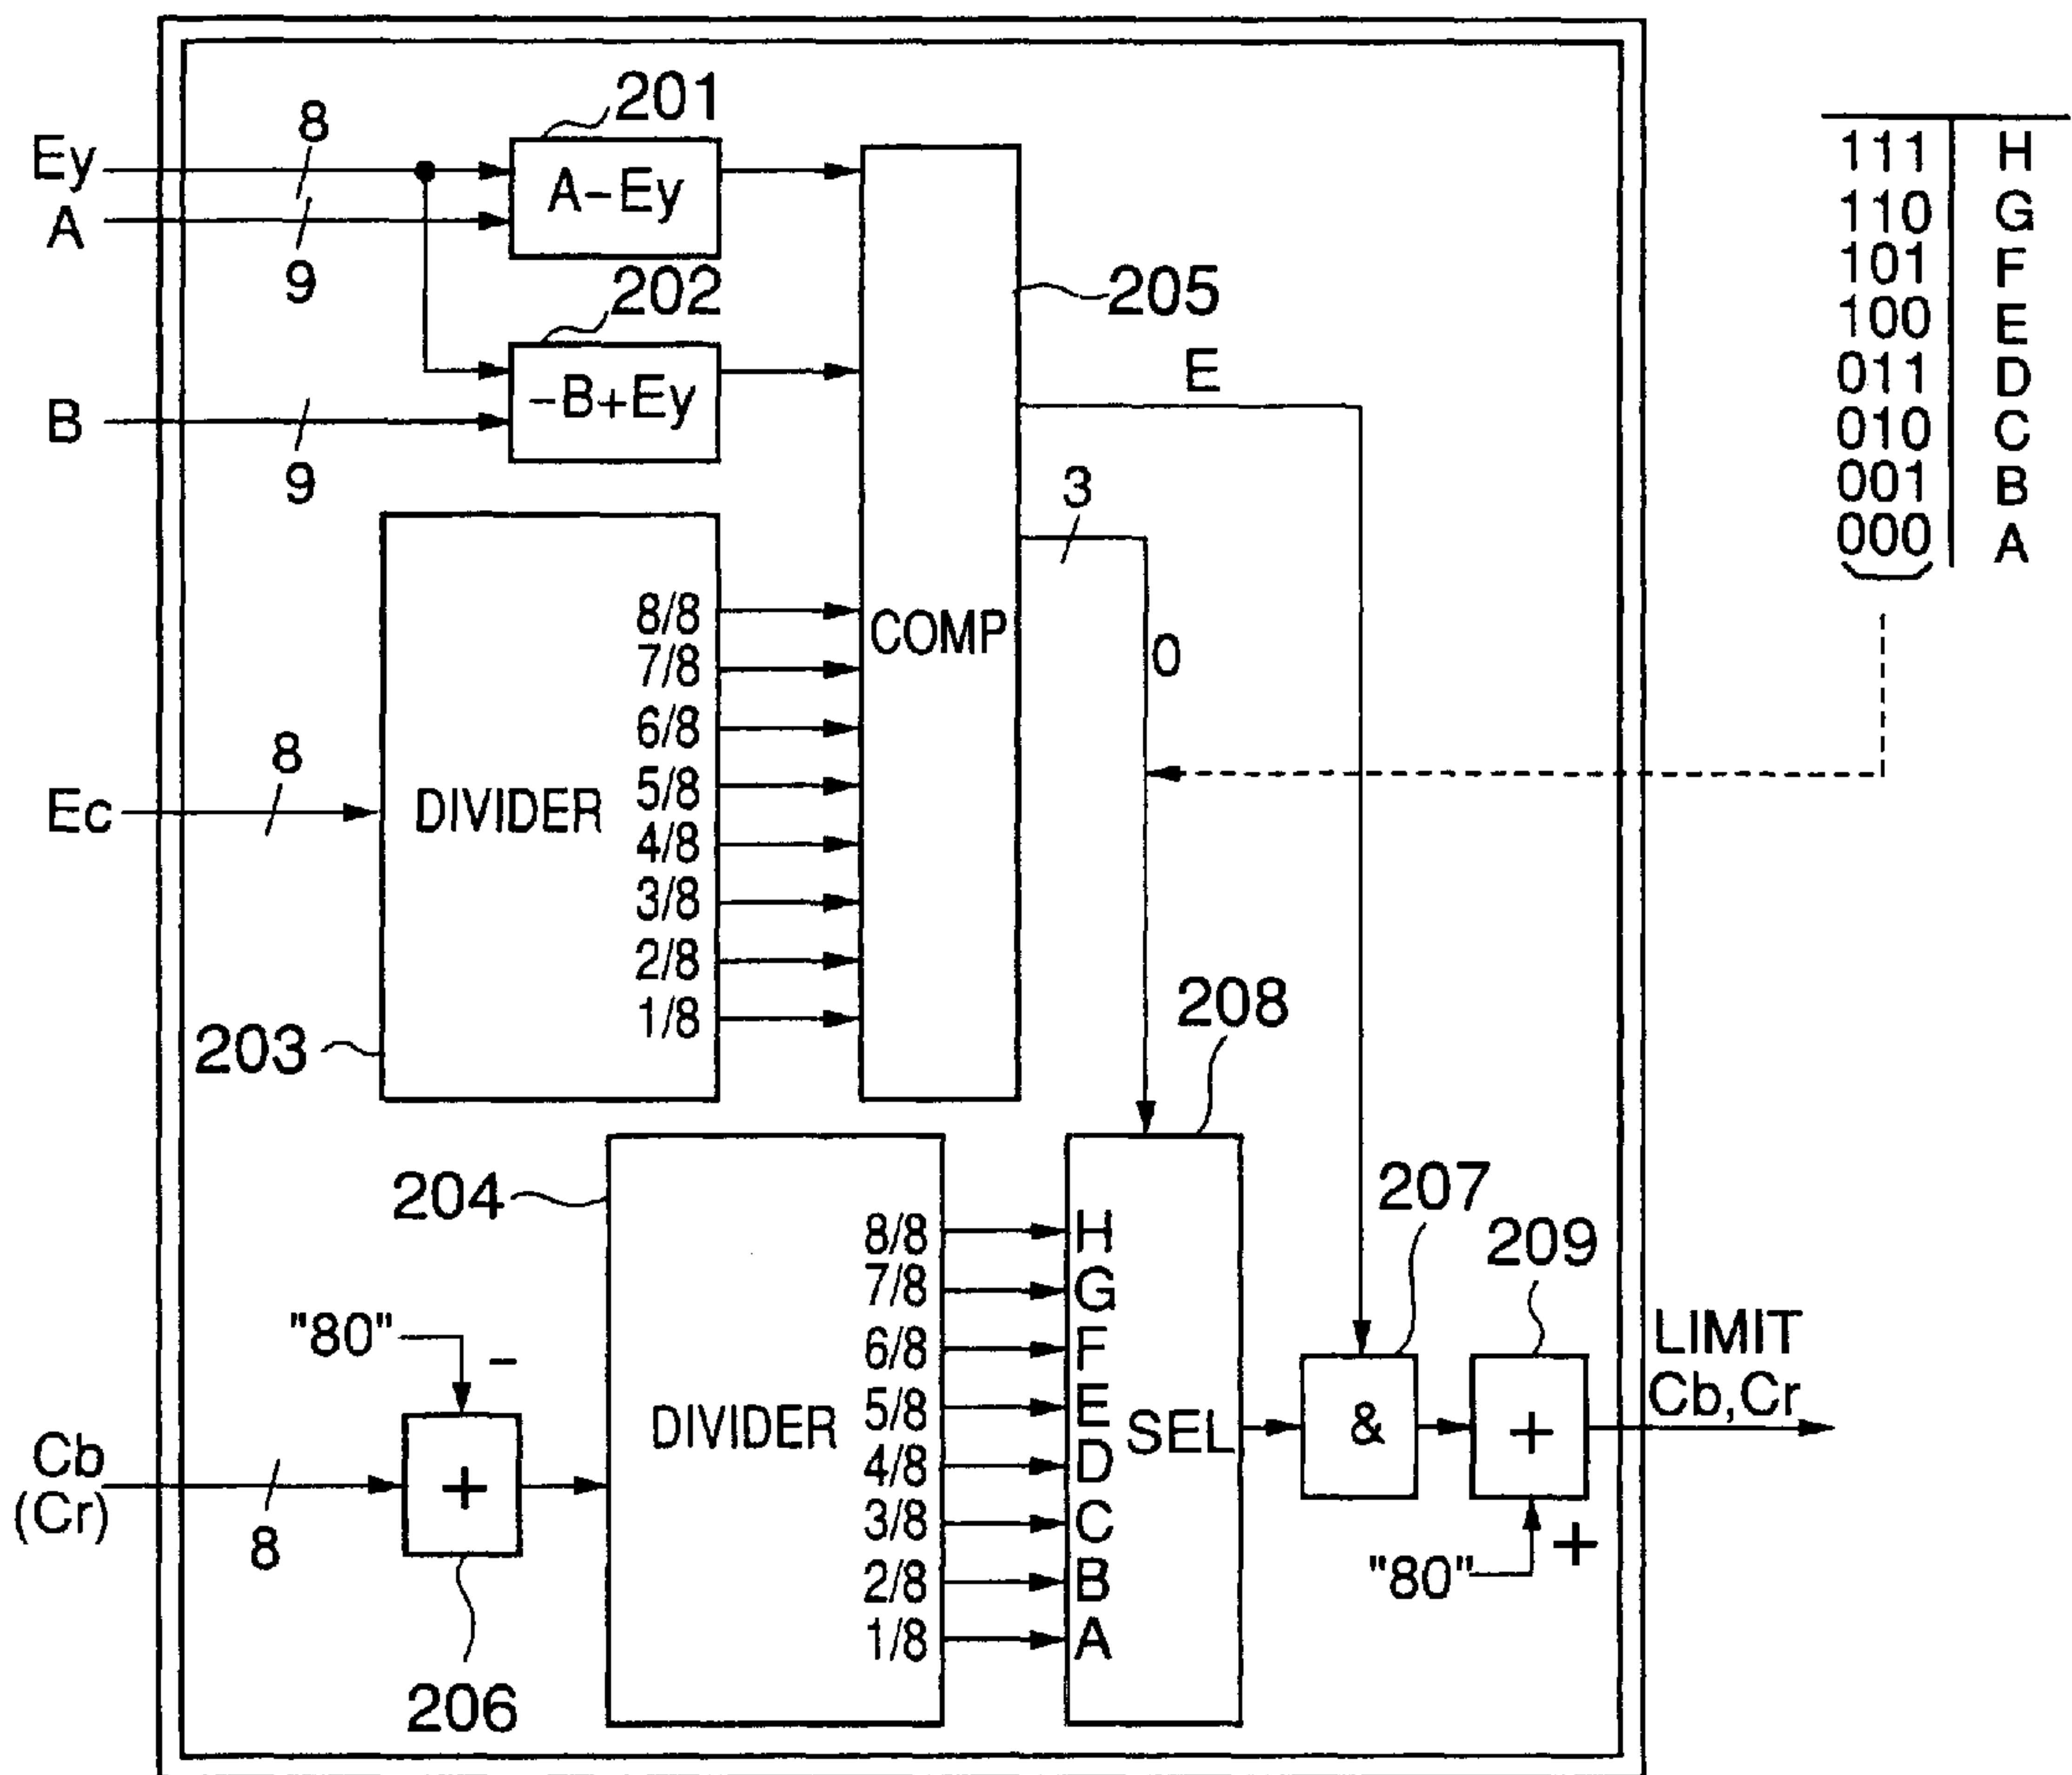 201
Ey
8
A
9
A-Ey
202
B
9
-B+Ey
205
E
3
0
111 H
110 G
101 F
100 E
011 D
010 C
001 B
000 A
COMP
Ec
8
DIVIDER
8/8
7/8
6/8
5/8
4/8
3/8
2/8
1/8
203
208
204
DIVIDER
8/8 H
7/8 G
6/8 F
5/8 E
4/8 D
3/8 C
2/8 B
1/8 A
SEL
207
&
209
+
"80"
+
LIMIT
Cb,Cr
"80"
-
Cb
(Cr)
8
+
206